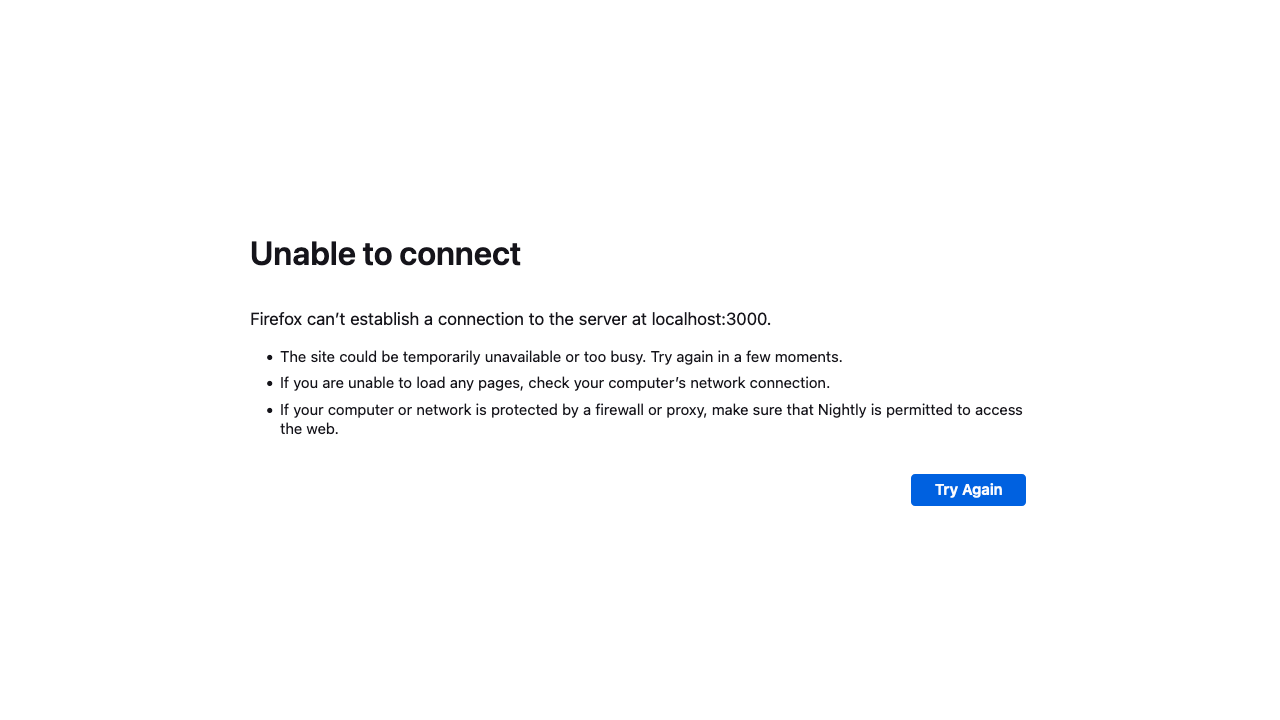 Unable to connect
Firefox can’t establish a connection to the server at localhost:3000.
• The site could be temporarily unavailable or too busy. Try again in a few moments.
• If you are unable to load any pages, check your computer’s network connection.
• If your computer or network is protected by a firewall or proxy, make sure that Nightly is permitted to access
the web.
Try Again